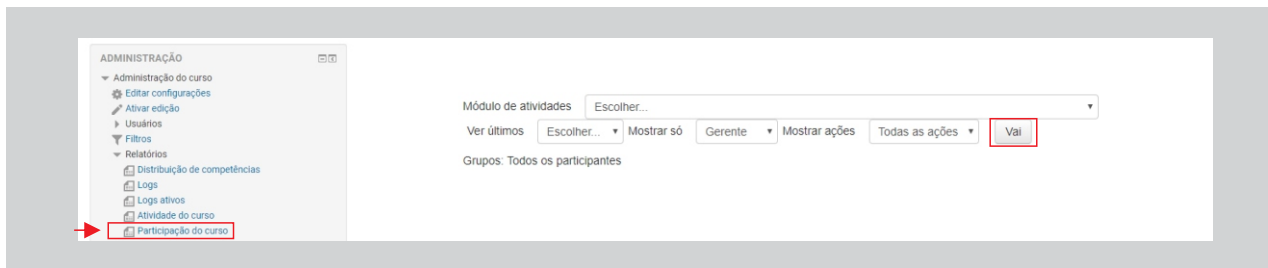 ADMINISTRAÇÃO
Administração do curso
Editar configurações
Ativar edição
Usuários
Filtros
Relatórios
Distribuição de competências
Logs
Logs ativos
Atividade do curso
Participação do curso
Módulo de atividades Escolher...
Ver últimos Escolher... Mostrar só Gerente Mostrar ações Todas as ações Vai
Grupos: Todos os participantes